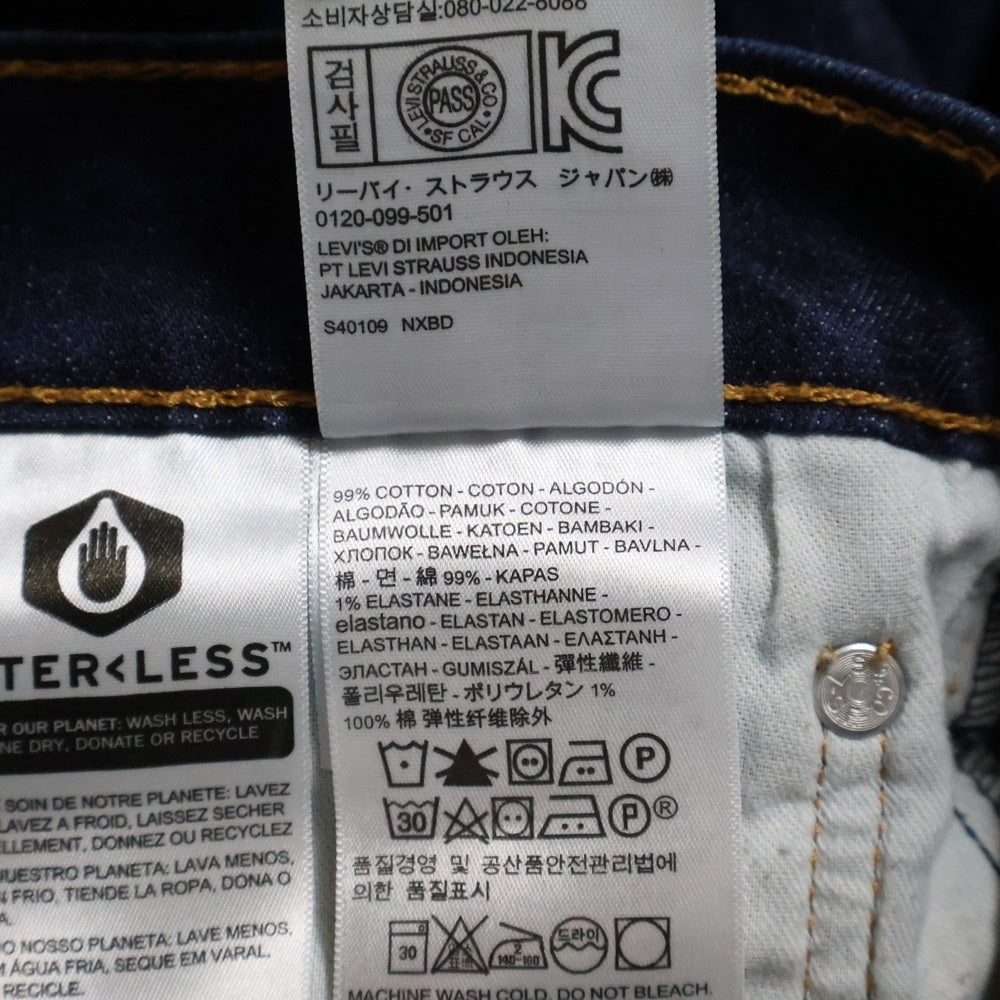 소비자상담실:080-022-8088
검사필
LEVI STRAUSS & CO.
PASS
SF CAL
リーバイ・ストラウス ジャパン㈱
0120-099-501
LEVI'S® DI IMPORT OLEH:
PT LEVI STRAUSS INDONESIA
JAKARTA - INDONESIA
S40109 NXBD
TER<LESS™
R OUR PLANET: WASH LESS, WASH
NE DRY, DONATE OR RECYCLE
SOIN DE NOTRE PLANETE: LAVEZ
LAVEZ A FROID, LAISSEZ SECHER
ELLEMENT, DONNEZ OU RECYCLEZ
NUESTRO PLANETA: LAVA MENOS,
N FRIO, TIENDE LA ROPA, DONA O
A.
DO NOSSO PLANETA: LAVE MENOS,
M ÁGUA FRIA, SEQUE EM VARAL,
RECICLE.
99% COTTON - COTON - ALGODÓN -
ALGODÃO - PAMUK - COTONE -
BAUMWOLLE - KATOEN - BAMBAKI -
ХЛОПОК - BAWEŁNA - PAMUT - BAVLNA -
棉 - 면 - 綿 99% - KAPAS
1% ELASTANE - ELASTHANNE -
elastano - ELASTAN - ELASTOMERO -
ELASTHAN - ELASTAAN - ΕΛΑΣΤΑΝΗ -
ЭЛАСТАН - GUMISZÁL - 彈性纖維 -
폴리우레탄 - ポリウレタン 1%
100% 棉 弹性纤维除外
P
30 P®
품질경영 및 공산품안전관리법에
의한 품질표시
30 표백 2 140~160 드라이
MACHINE WASH COLD. DO NOT BLEACH.